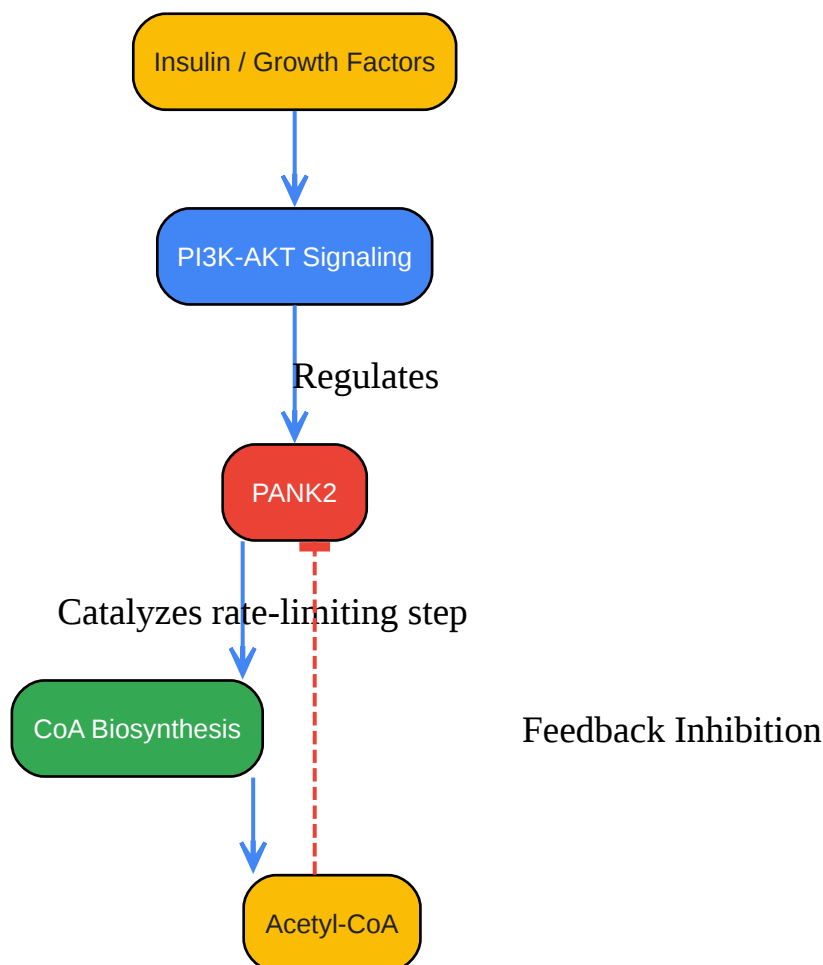 Insulin / Growth Factors
PI3K-AKT Signaling
Regulates
PANK2
Catalyzes rate-limiting step
CoA Biosynthesis
Feedback Inhibition
Acetyl-CoA